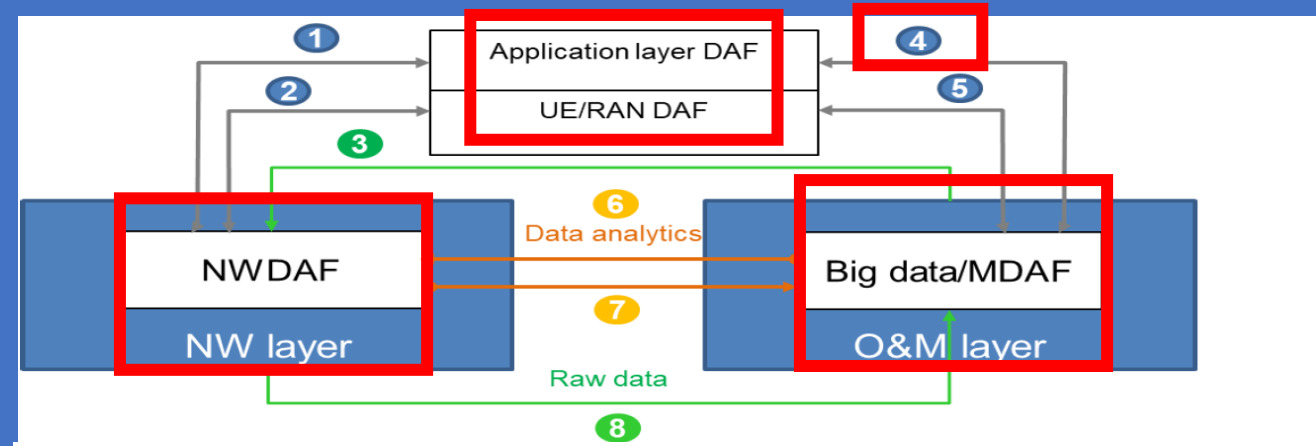 1
4
Application layer DAF
2
5
UE/RAN DAF
3
6
Data analytics
NWDAF
Big data/MDAF
7
NW layer
O&M layer
Raw data
8